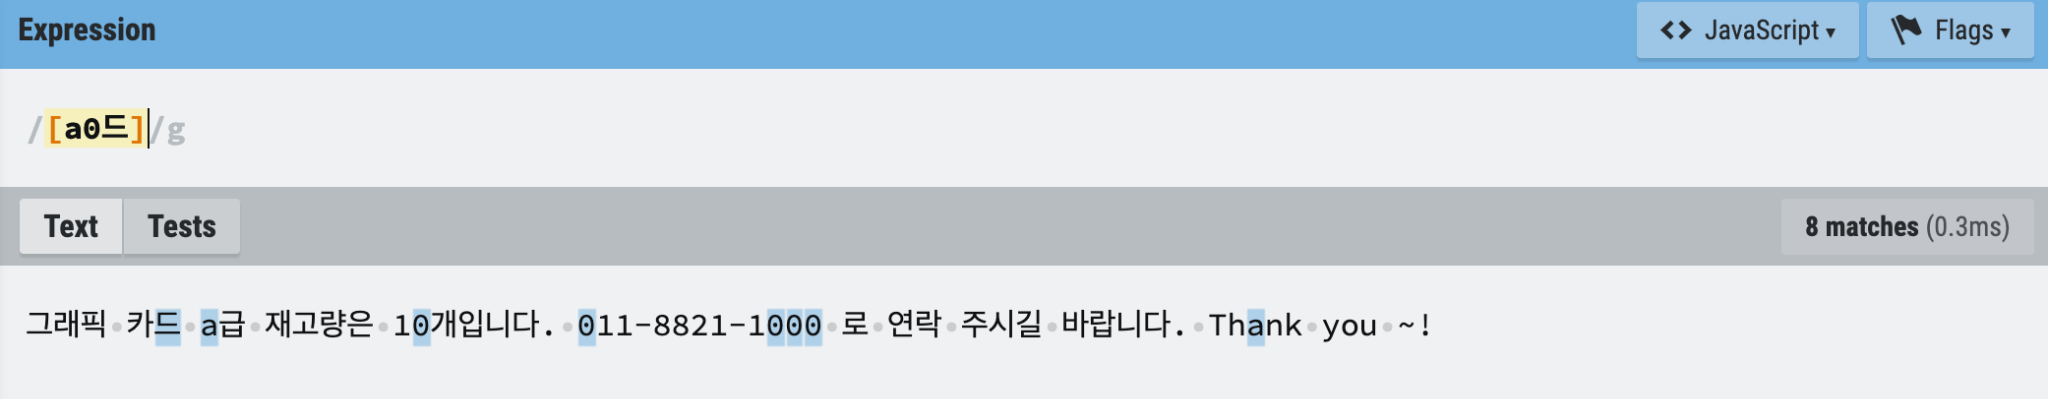 Expression
<> JavaScript ▾ Flags ▾
/[a0드]/g
Text Tests
8 matches (0.3ms)
그래픽 카드 a급 재고량은 10개입니다. 011-8821-1000 로 연락 주시길 바랍니다. Thank you ~!